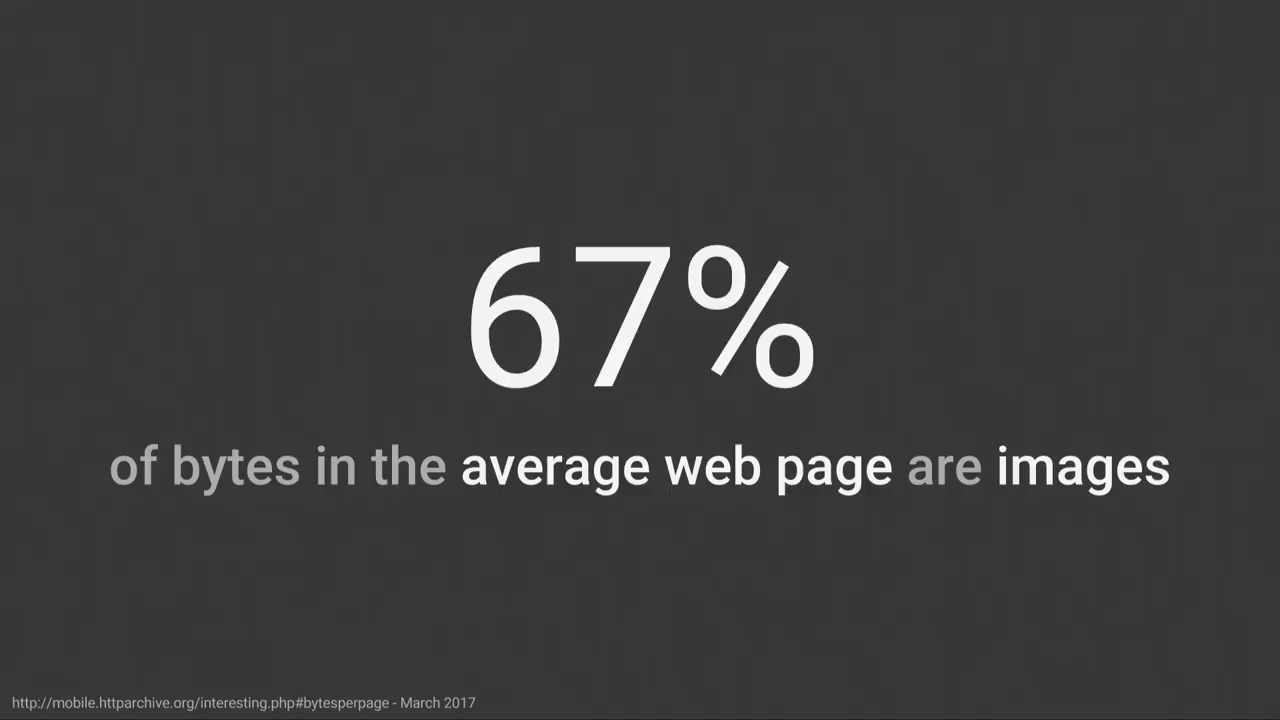 67%
of bytes in the average web page are images
http://mobile.httparchive.org/interesting.php#bytesperpage - March 2017